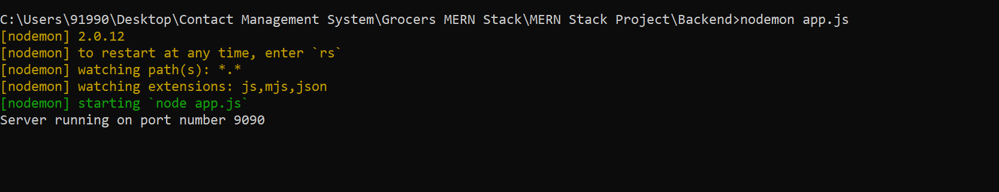 C:\Users\91990\Desktop\Contact Management System\Grocers MERN Stack\MERN Stack Project\Backend>nodemon app.js
[nodemon] 2.0.12
[nodemon] to restart at any time, enter `rs`
[nodemon] watching path(s): *.*
[nodemon] watching extensions: js,mjs,json
[nodemon] starting `node app.js`
Server running on port number 9090